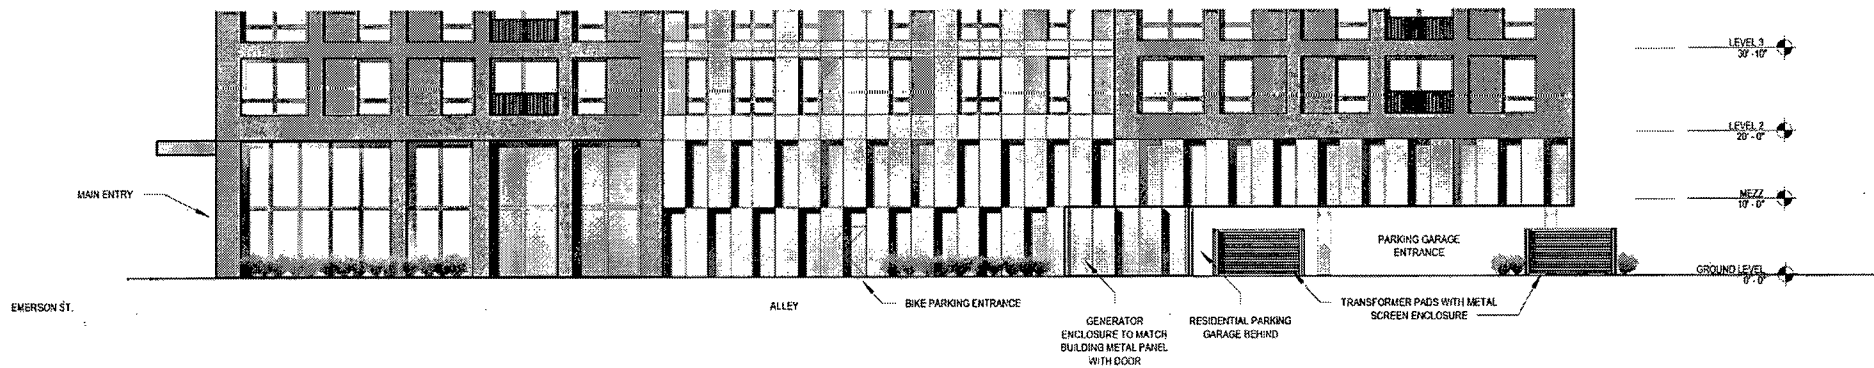 LEVEL 3
30' - 10"
LEVEL 2
20' - 0"
MAIN ENTRY
MEZZ
10' - 0"
PARKING GARAGE
ENTRANCE
GROUND LEVEL
0' - 0"
EMERSON ST.
ALLEY
BIKE PARKING ENTRANCE
GENERATOR
ENCLOSURE TO MATCH
BUILDING METAL PANEL
WITH DOOR
RESIDENTIAL PARKING
GARAGE BEHIND
TRANSFORMER PADS WITH METAL
SCREEN ENCLOSURE